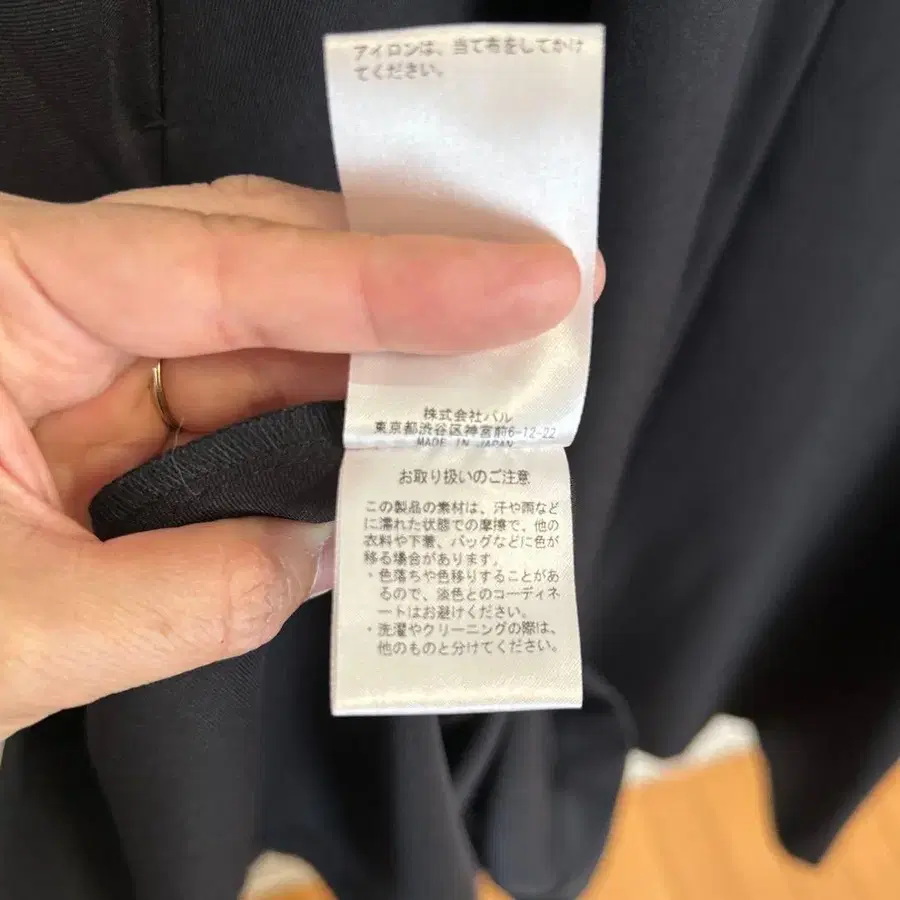 アイロンは、当て布をしてかけ
てください。
株式会社パル
東京都渋谷区神宮前6-12-22
MADE IN JAPAN
お取り扱いのご注意
この製品の素材は、汗や雨など
に濡れた状態での摩擦で、他の
衣料や下着、バッグなどに色が
移る場合があります。
・色落ちや色移りすることがあ
るので、淡色とのコーディネ
ートはお避けください。
・洗濯やクリーニングの際は、
他のものと分けてください。